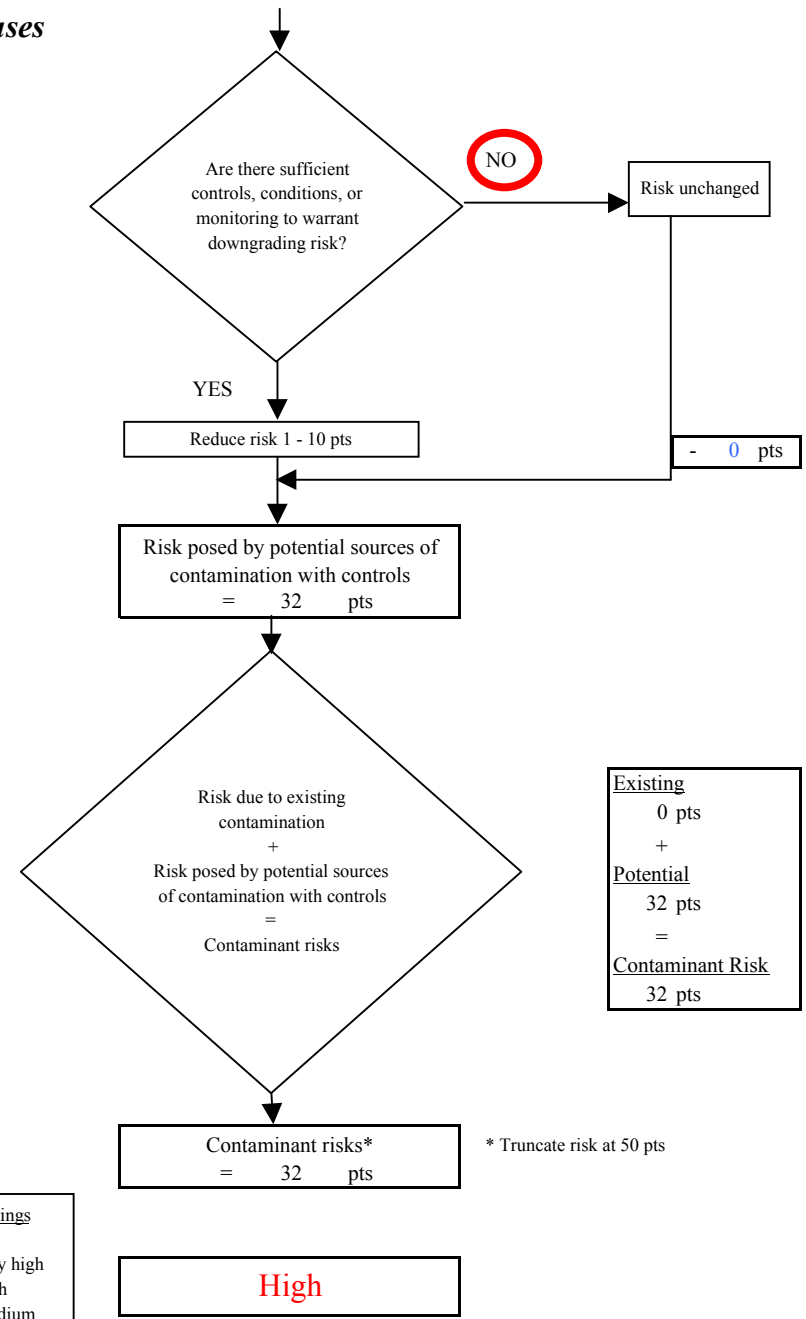 Are there sufficient
controls, conditions, or
monitoring to warrant
downgrading risk?
NO
Risk unchanged
YES
Reduce risk 1 - 10 pts
- 0 pts
Risk posed by potential sources of
contamination with controls
= 32 pts
Risk due to existing
contamination
+
Risk posed by potential sources
of contamination with controls
=
Contaminant risks
Existing
0 pts
+
Potential
32 pts
=
Contaminant Risk
32 pts
Contaminant risks*
= 32 pts
* Truncate risk at 50 pts
high
High